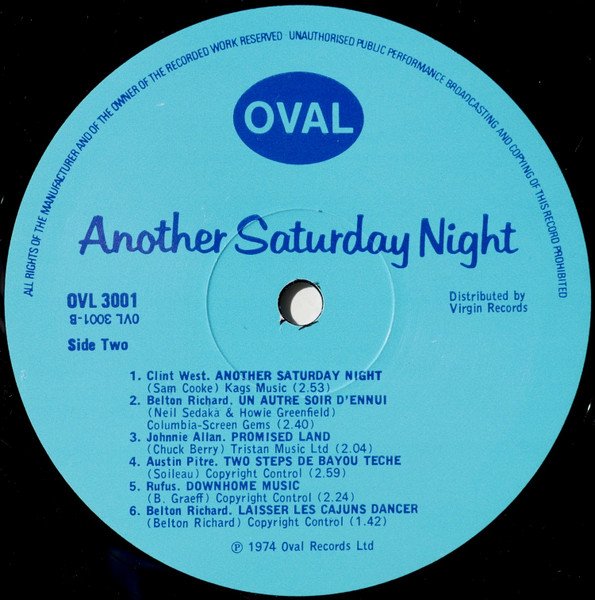 ALL RIGHTS OF THE MANUFACTURER AND OF THE OWNER OF THE RECORDED WORK RESERVED UNAUTHORISED PUBLIC PERFORMANCE BROADCASTING AND COPYING OF THIS RECORD PROHIBITED
OVAL
Another Saturday Night
OVL 3001
OVL 3001-B
Side Two
Distributed by
Virgin Records
1. Clint West. ANOTHER SATURDAY NIGHT
(Sam Cooke) Kags Music (2.53)
2. Belton Richard. UN AUTRE SOIR D'ENNUI
(Neil Sedaka & Howie Greenfield)
Columbia-Screen Gems (2.40)
3. Johnnie Allan. PROMISED LAND
(Chuck Berry) Tristan Music Ltd (2.04)
4. Austin Pitre. TWO STEPS DE BAYOU TECHE
(Soileau) Copyright Control (2.59)
5. Rufus. DOWNHOME MUSIC
(B. Graeff) Copyright Control (2.24)
6. Belton Richard. LAISSER LES CAJUNS DANCER
(Belton Richard) Copyright Control (1.42)
℗ 1974 Oval Records Ltd